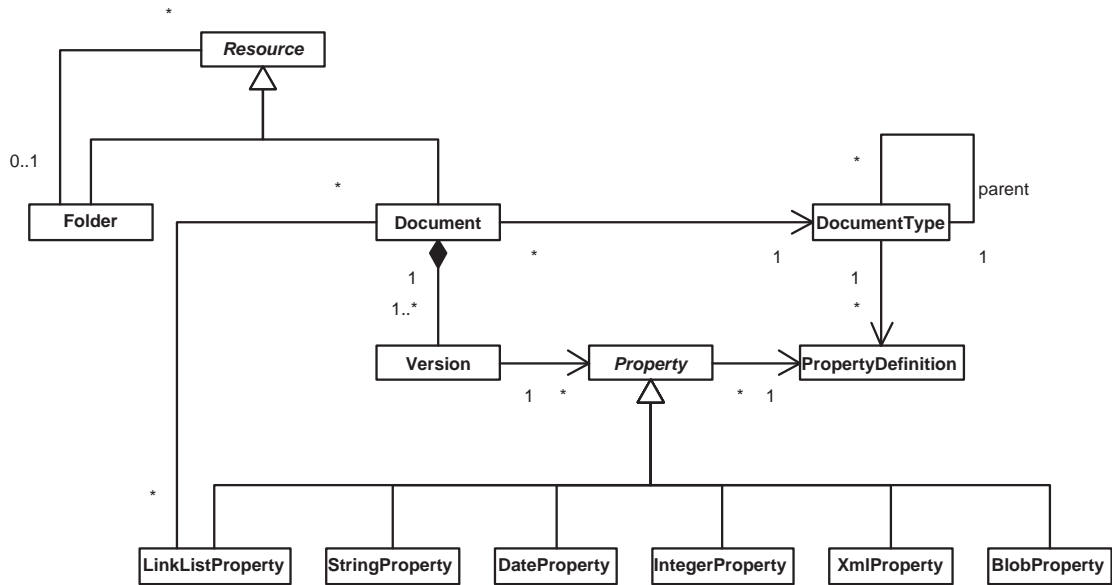 *
Resource
0..1
*
*
parent
Folder
Document
DocumentType
*
1
1
1
1
1..*
*
Version
Property
PropertyDefinition
1
*
*
1
*
LinkListProperty
StringProperty
DateProperty
IntegerProperty
XmlProperty
BlobProperty